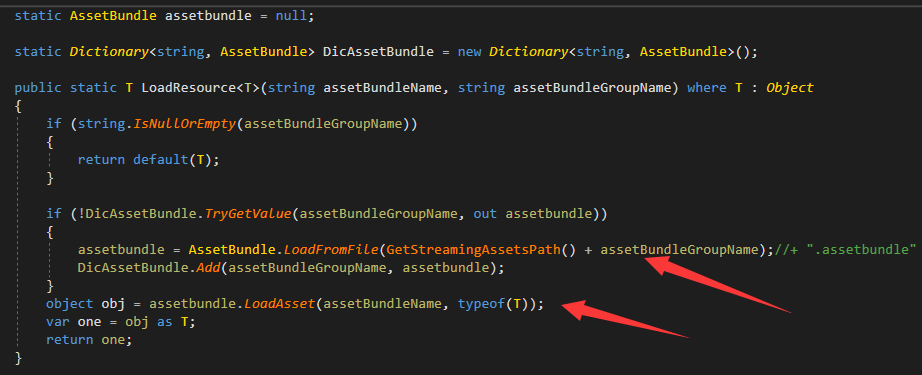 static AssetBundle assetbundle = null;
static Dictionary<string, AssetBundle> DicAssetBundle = new Dictionary<string, AssetBundle>();
public static T LoadResource<T>(string assetBundleName, string assetBundleGroupName) where T : Object
{
if (string.IsNullOrEmpty(assetBundleGroupName))
{
return default(T);
}
if (!DicAssetBundle.TryGetValue(assetBundleGroupName, out assetbundle))
{
assetbundle = AssetBundle.LoadFromFile(GetStreamingAssetsPath() + assetBundleGroupName);//+ ".assetbundle"
DicAssetBundle.Add(assetBundleGroupName, assetbundle);
}
object obj = assetbundle.LoadAsset(assetBundleName, typeof(T));
var one = obj as T;
return one;
}